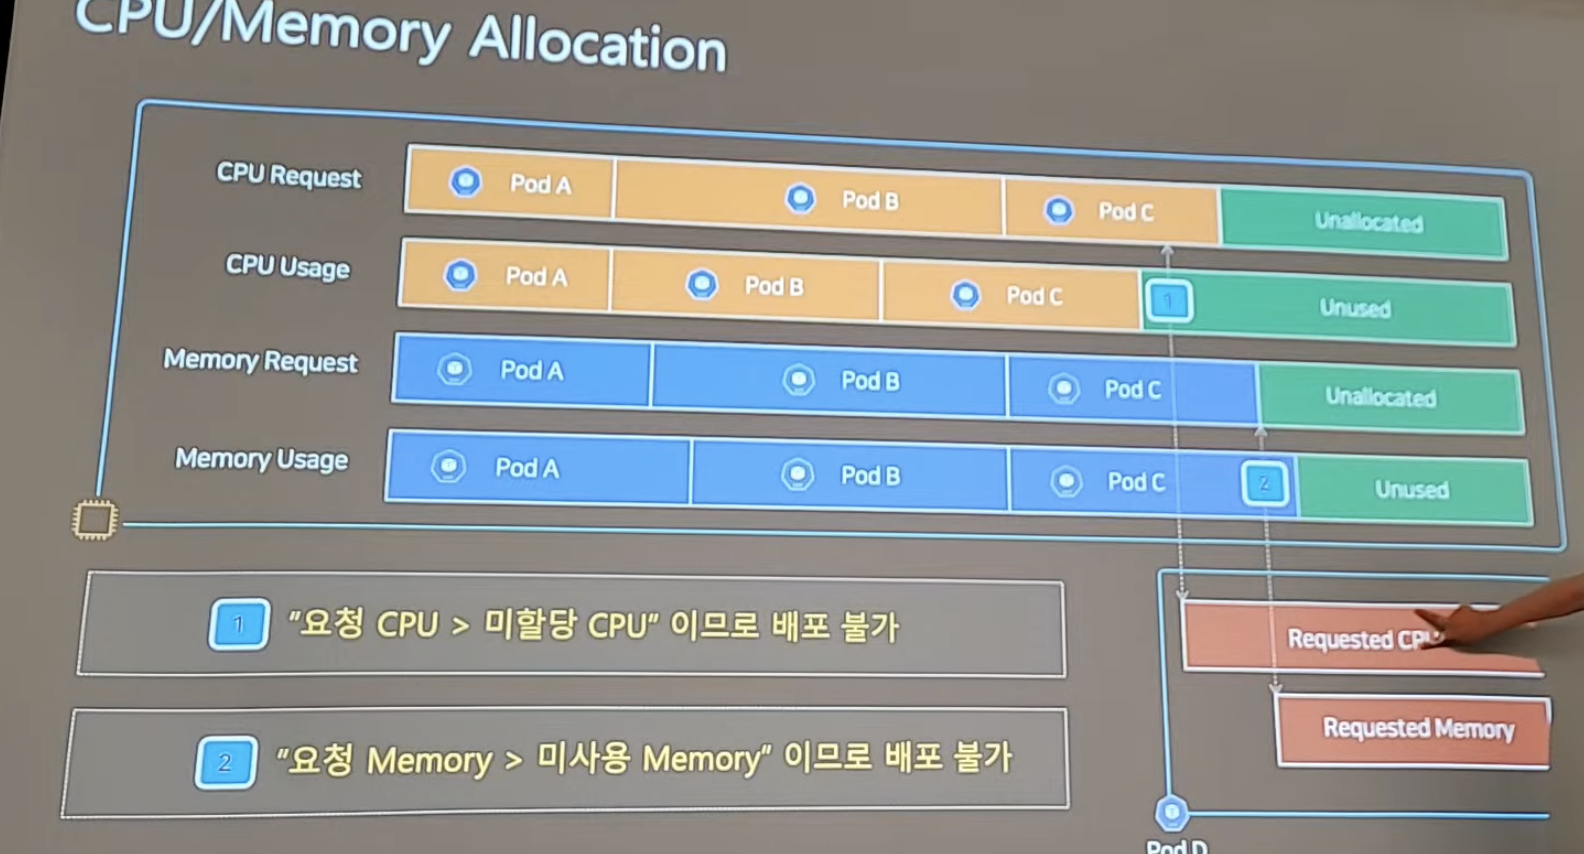 CPU/Memory Allocation
CPU Request Pod A Pod B Pod C Unallocated
CPU Usage Pod A Pod B Pod C 1 Unused
Memory Request Pod A Pod B Pod C Unallocated
Memory Usage Pod A Pod B Pod C 2 Unused
1 "요청 CPU > 미할당 CPU" 이므로 배포 불가
2 "요청 Memory > 미사용 Memory" 이므로 배포 불가
Requested CPU
Requested Memory
Pod D